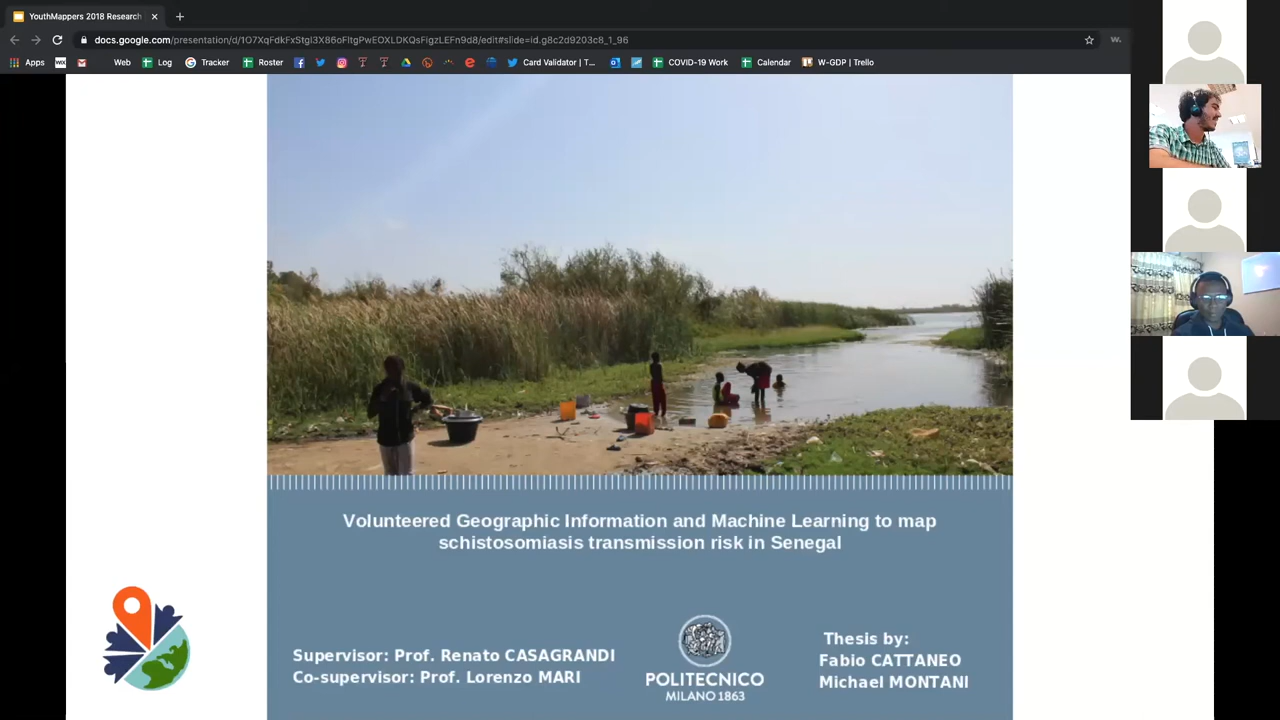 YouthMappers 2018 Research
docs.google.com/presentation/d/1O7XqFdkFxStgI3X86oFltgPwEOXLDKQsFigzLEFn9d8/edit#slide=id.g8c2d9203c8_1_96
Apps Web Log Tracker Roster Card Validator | T... COVID-19 Work Calendar W-GDP | Trello
Volunteered Geographic Information and Machine Learning to map
schistosomiasis transmission risk in Senegal
Supervisor: Prof. Renato CASAGRANDI
Co-supervisor: Prof. Lorenzo MARI
POLITECNICO
MILANO 1863
Thesis by:
Fabio CATTANEO
Michael MONTANI